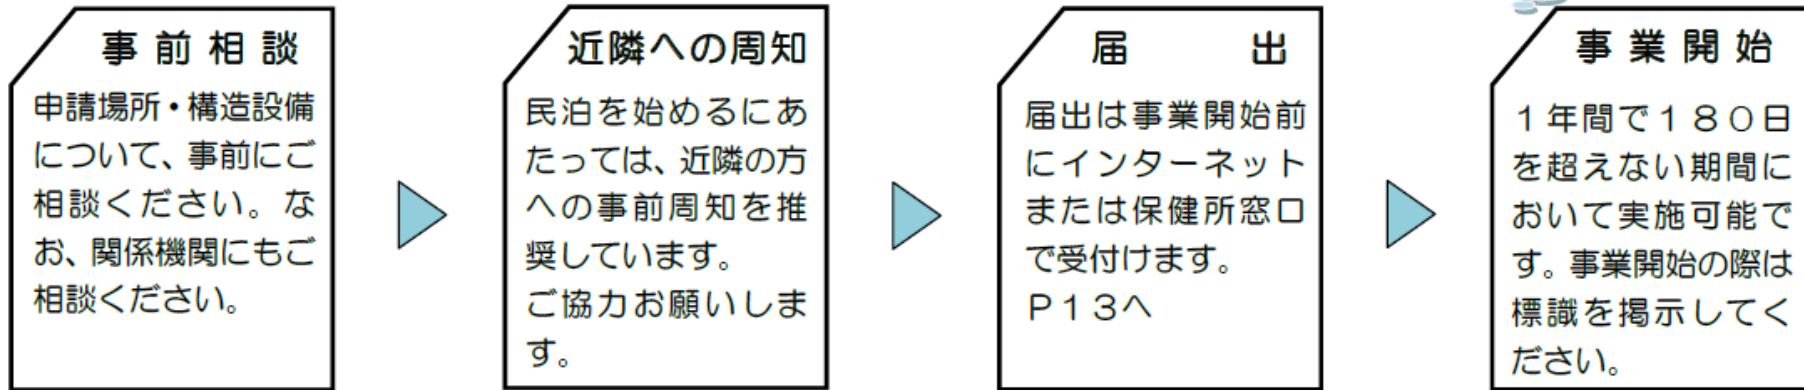 事前相談
申請場所・構造設備
について、事前にご
相談ください。な
お、関係機関にもご
相談ください。
近隣への周知
民泊を始めるにあ
たっては、近隣の方
への事前周知を推
奨しています。
ご協力お願いしま
す。
届出
届出は事業開始前
にインターネット
または保健所窓口
で受付けます。
P13へ
事業開始
1年間で180日
を超えない期間に
おいて実施可能で
す。事業開始の際は
標識を掲示してく
ださい。